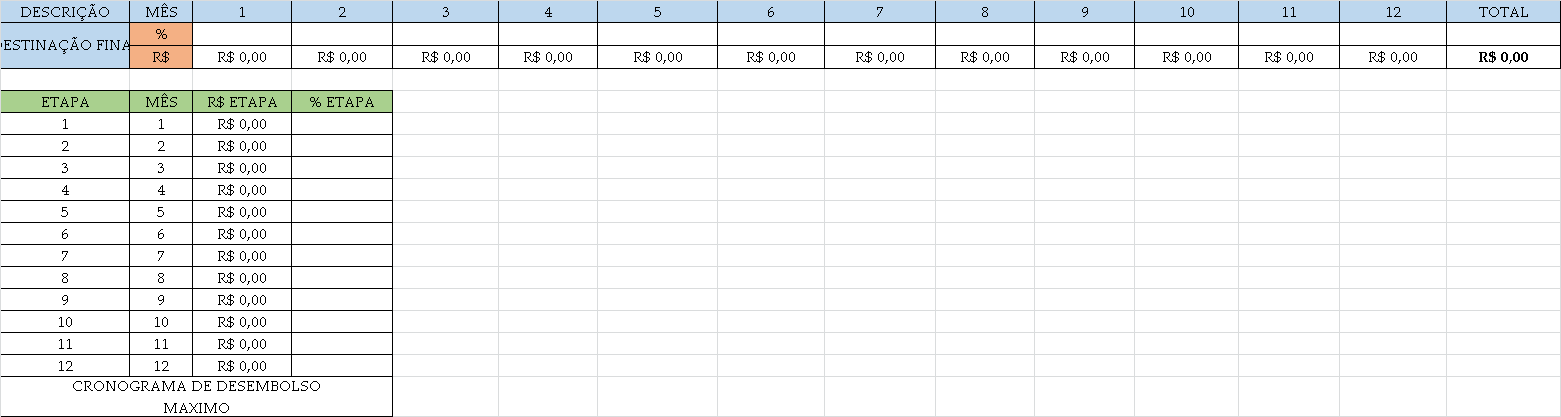 DESCRIÇÃO MÊS 1 2 3 4 5 6 7 8 9 10 11 12 TOTAL
ESTINAÇÃO FINA % 
R$ R$ 0,00 R$ 0,00 R$ 0,00 R$ 0,00 R$ 0,00 R$ 0,00 R$ 0,00 R$ 0,00 R$ 0,00 R$ 0,00 R$ 0,00 R$ 0,00 R$ 0,00
ETAPA MÊS R$ ETAPA % ETAPA
1 1 R$ 0,00
2 2 R$ 0,00
3 3 R$ 0,00
4 4 R$ 0,00
5 5 R$ 0,00
6 6 R$ 0,00
7 7 R$ 0,00
8 8 R$ 0,00
9 9 R$ 0,00
10 10 R$ 0,00
11 11 R$ 0,00
12 12 R$ 0,00
CRONOGRAMA DE DESEMBOLSO
MAXIMO